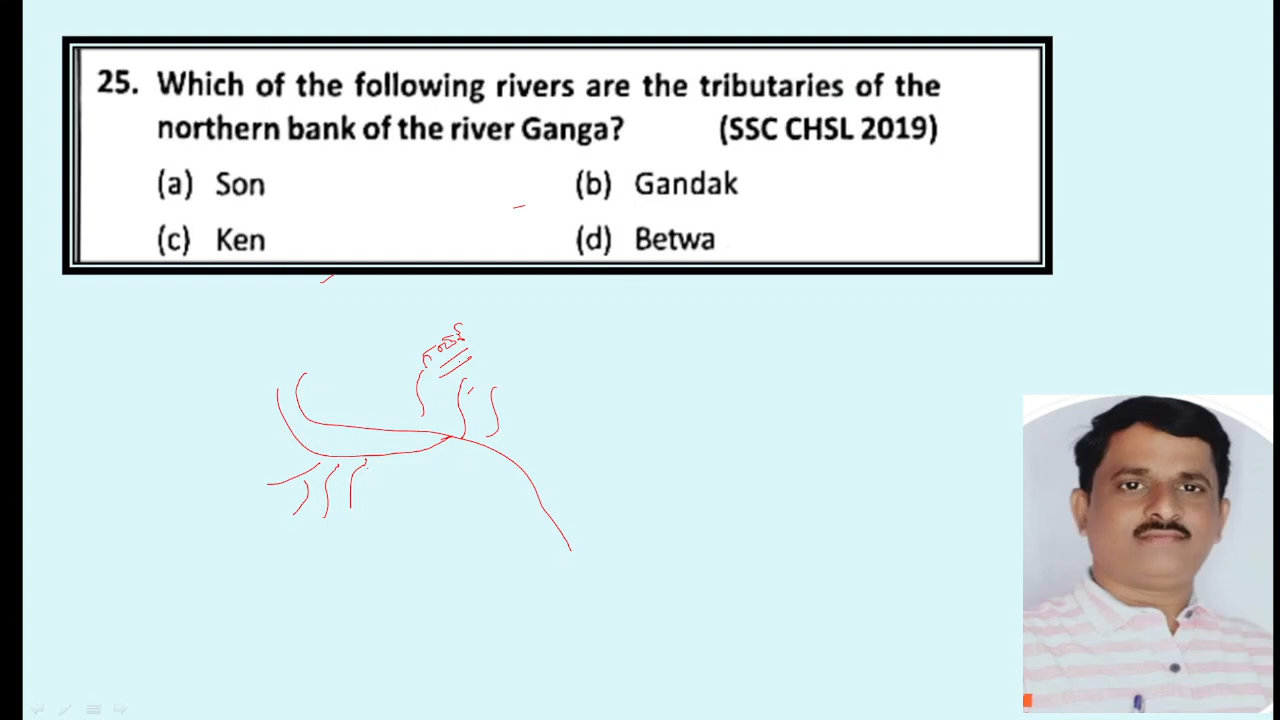 25. Which of the following rivers are the tributaries of the
northern bank of the river Ganga? (SSC CHSL 2019)
(a) Son (b) Gandak
(c) Ken (d) Betwa